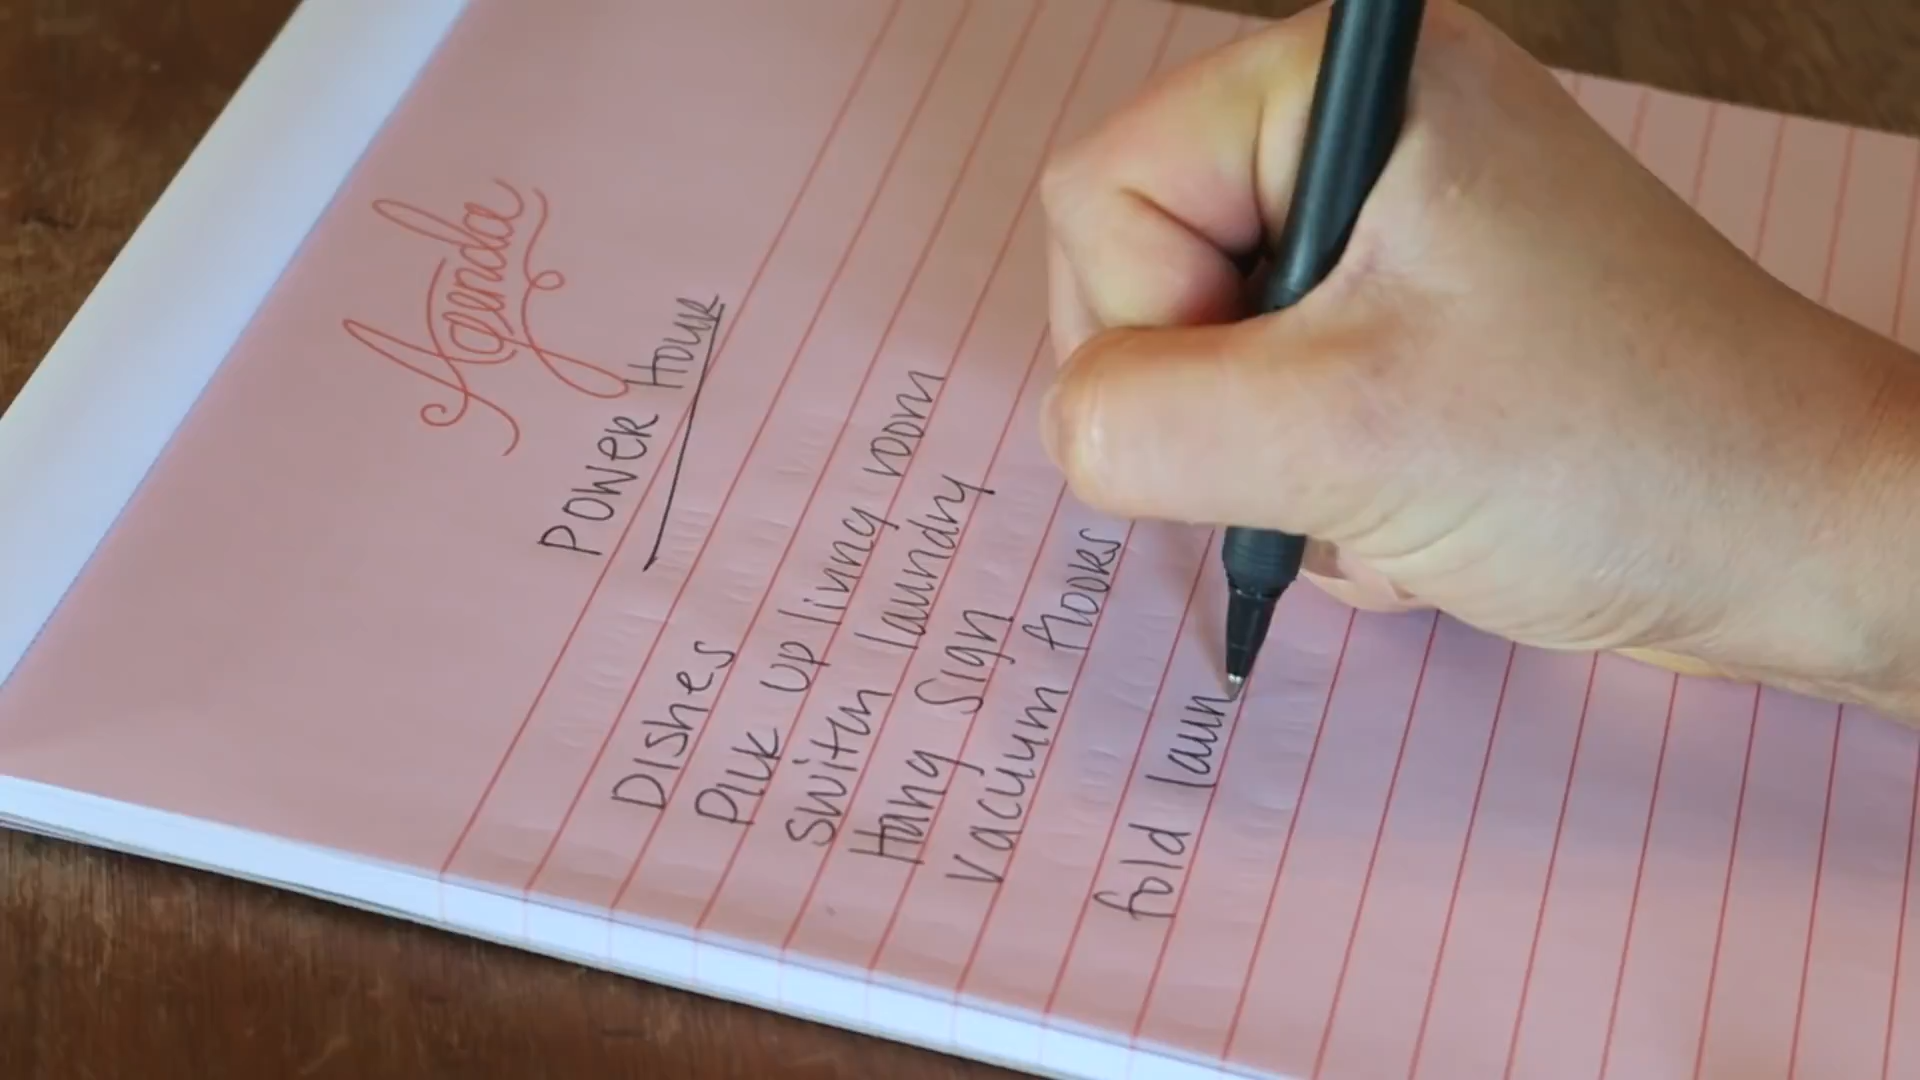 Agenda
POWER HOUR
DISHES
PICK UP living room
Switch laundry
Hang Sign
vacuum floors
fold laun